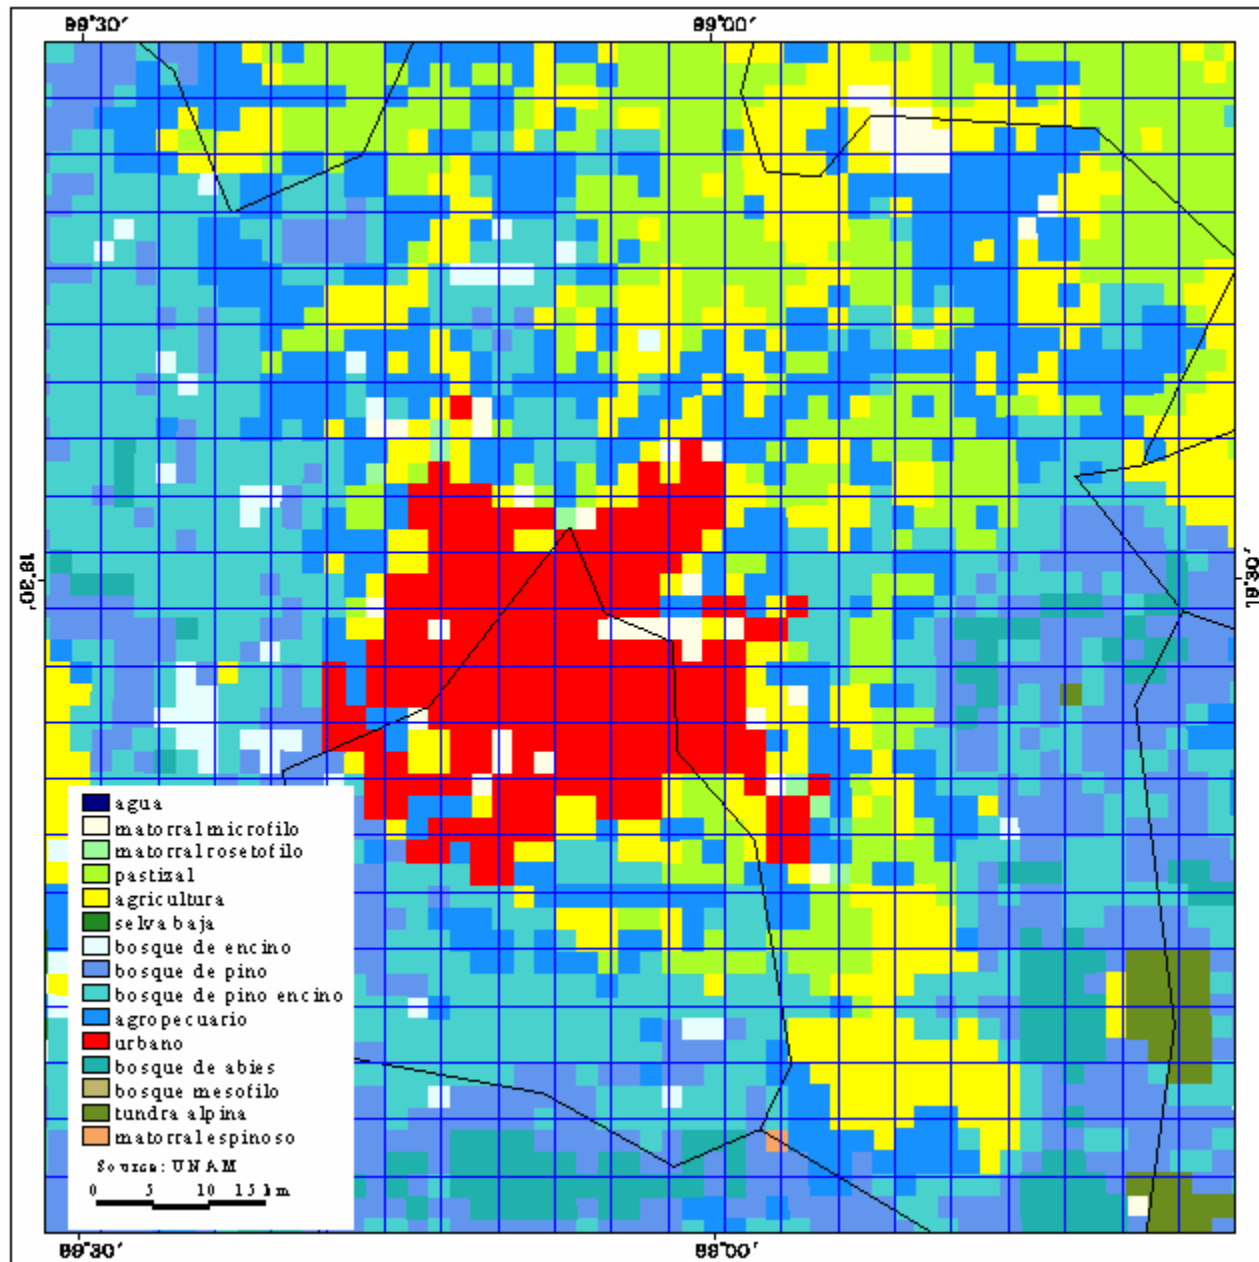 99°30′ 99°00′
19°30′
19°30′
agua
matorral microfilo
matorral rosetofilo
pastizal
agricultura
selva baja
bosque de encino
bosque de pino
bosque de pino encino
agropecuario
urbano
bosque de abies
bosque mesofilo
tundra alpina
matorral espinoso
Sourse: UNAM
0 5 10 15 km
99°30′ 99°00′